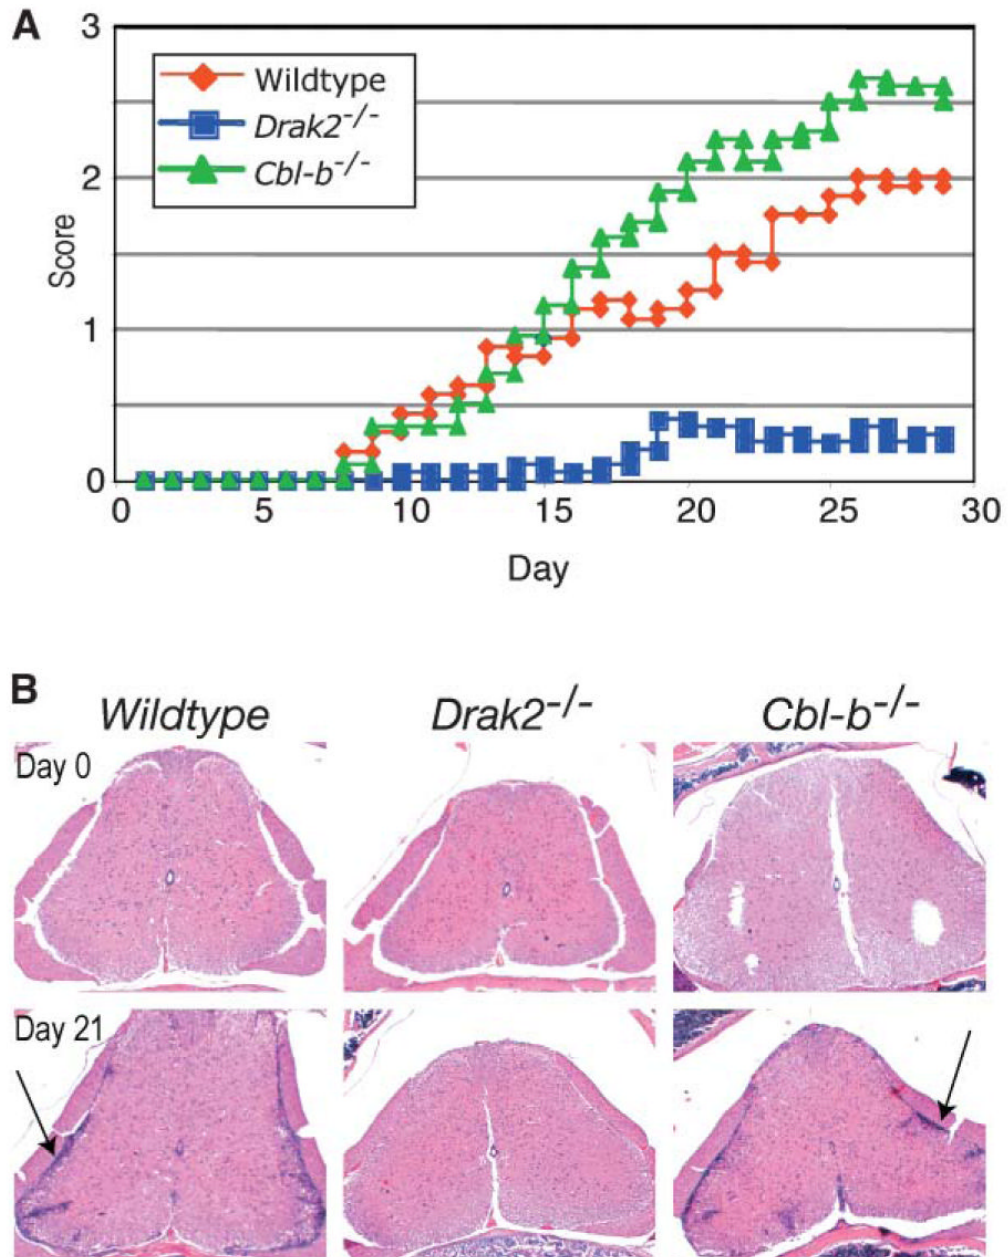 A
3
Wildtype
Drak2-/-
Cbl-b-/-
2
Score
1
0
0 5 10 15 20 25 30
Day
B
Wildtype Drak2-/- Cbl-b-/-
Day 0
Day 21